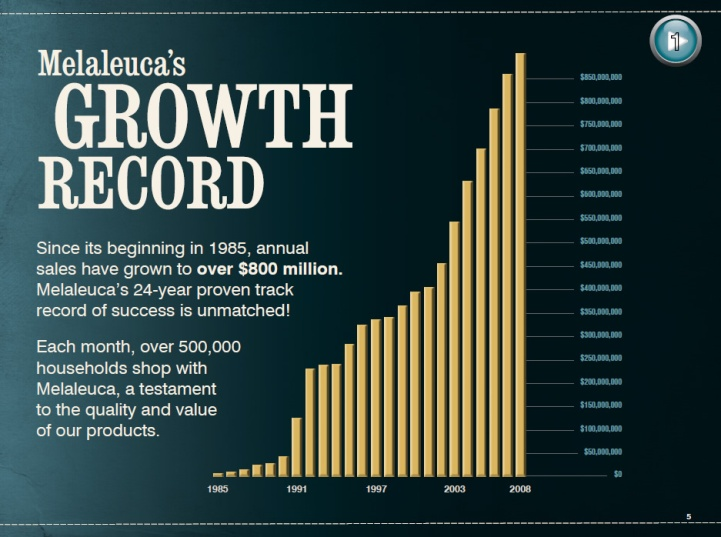 1
Melaleuca's
GROWTH
RECORD
Since its beginning in 1985, annual
sales have grown to over $800 million.
Melaleuca's 24-year proven track
record of success is unmatched!
Each month, over 500,000
households shop with
Melaleuca, a testament
to the quality and value
of our products.
$850,000,000
$800,000,000
$750,000,000
$700,000,000
$650,000,000
$600,000,000
$550,000,000
$500,000,000
$450,000,000
$400,000,000
$350,000,000
$300,000,000
$250,000,000
$200,000,000
$150,000,000
$100,000,000
$50,000,000
$0
1985 1991 1997 2003 2008
5